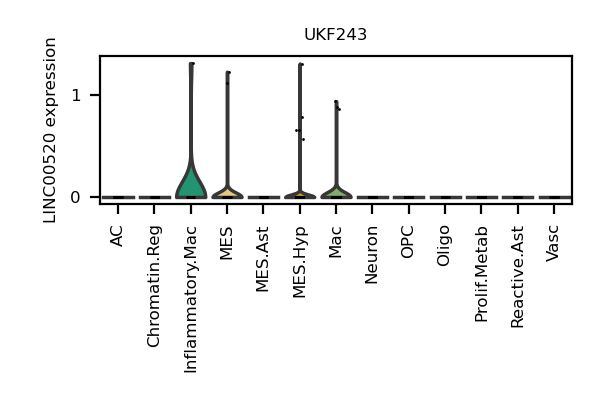 UKF243
LINC00520 expression
1
0
AC
Chromatin.Reg
Inflammatory.Mac
MES
MES.Ast
MES.Hyp
Mac
Neuron
OPC
Oligo
Prolif.Metab
Reactive.Ast
Vasc